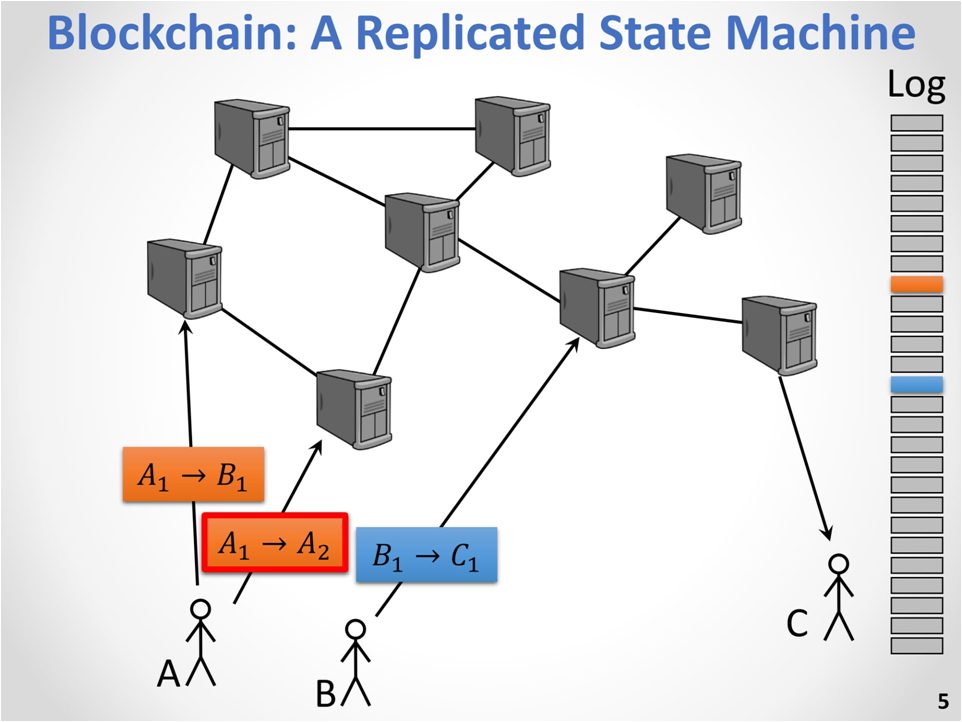 Blockchain: A Replicated State Machine
Log
A₁ → B₁
A₁ → A₂
B₁ → C₁
A
B
C
5